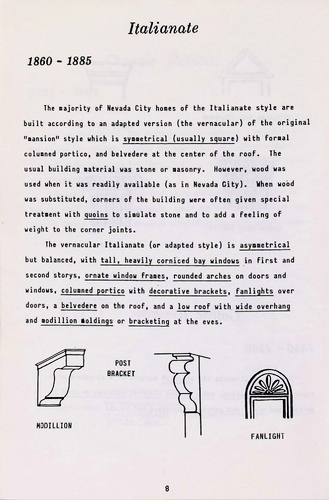 Italianate
1860 - 1885
The majority of Nevada City homes of the Italianate style are
built according to an adapted version (the vernacular) of the original
"mansion" style which is symmetrical (usually square) with formal
columned portico, and belvedere at the center of the roof. The
usual building material was stone or masonry. However, wood was
used when it was readily available (as in Nevada City). When wood
was substituted, corners of the building were often given special
treatment with quoins to simulate stone and to add a feeling of
weight to the corner joints.
The vernacular Italianate (or adapted style) is asymmetrical
but balanced, with tall, heavily corniced bay windows in first and
second storys, ornate window frames, rounded arches on doors and
windows, columned portico with decorative brackets, fanlights over
doors, a belvedere on the roof, and a low roof with wide overhang
and modillion moldings or bracketing at the eves.
POST
BRACKET
MODILLION
FANLIGHT
8